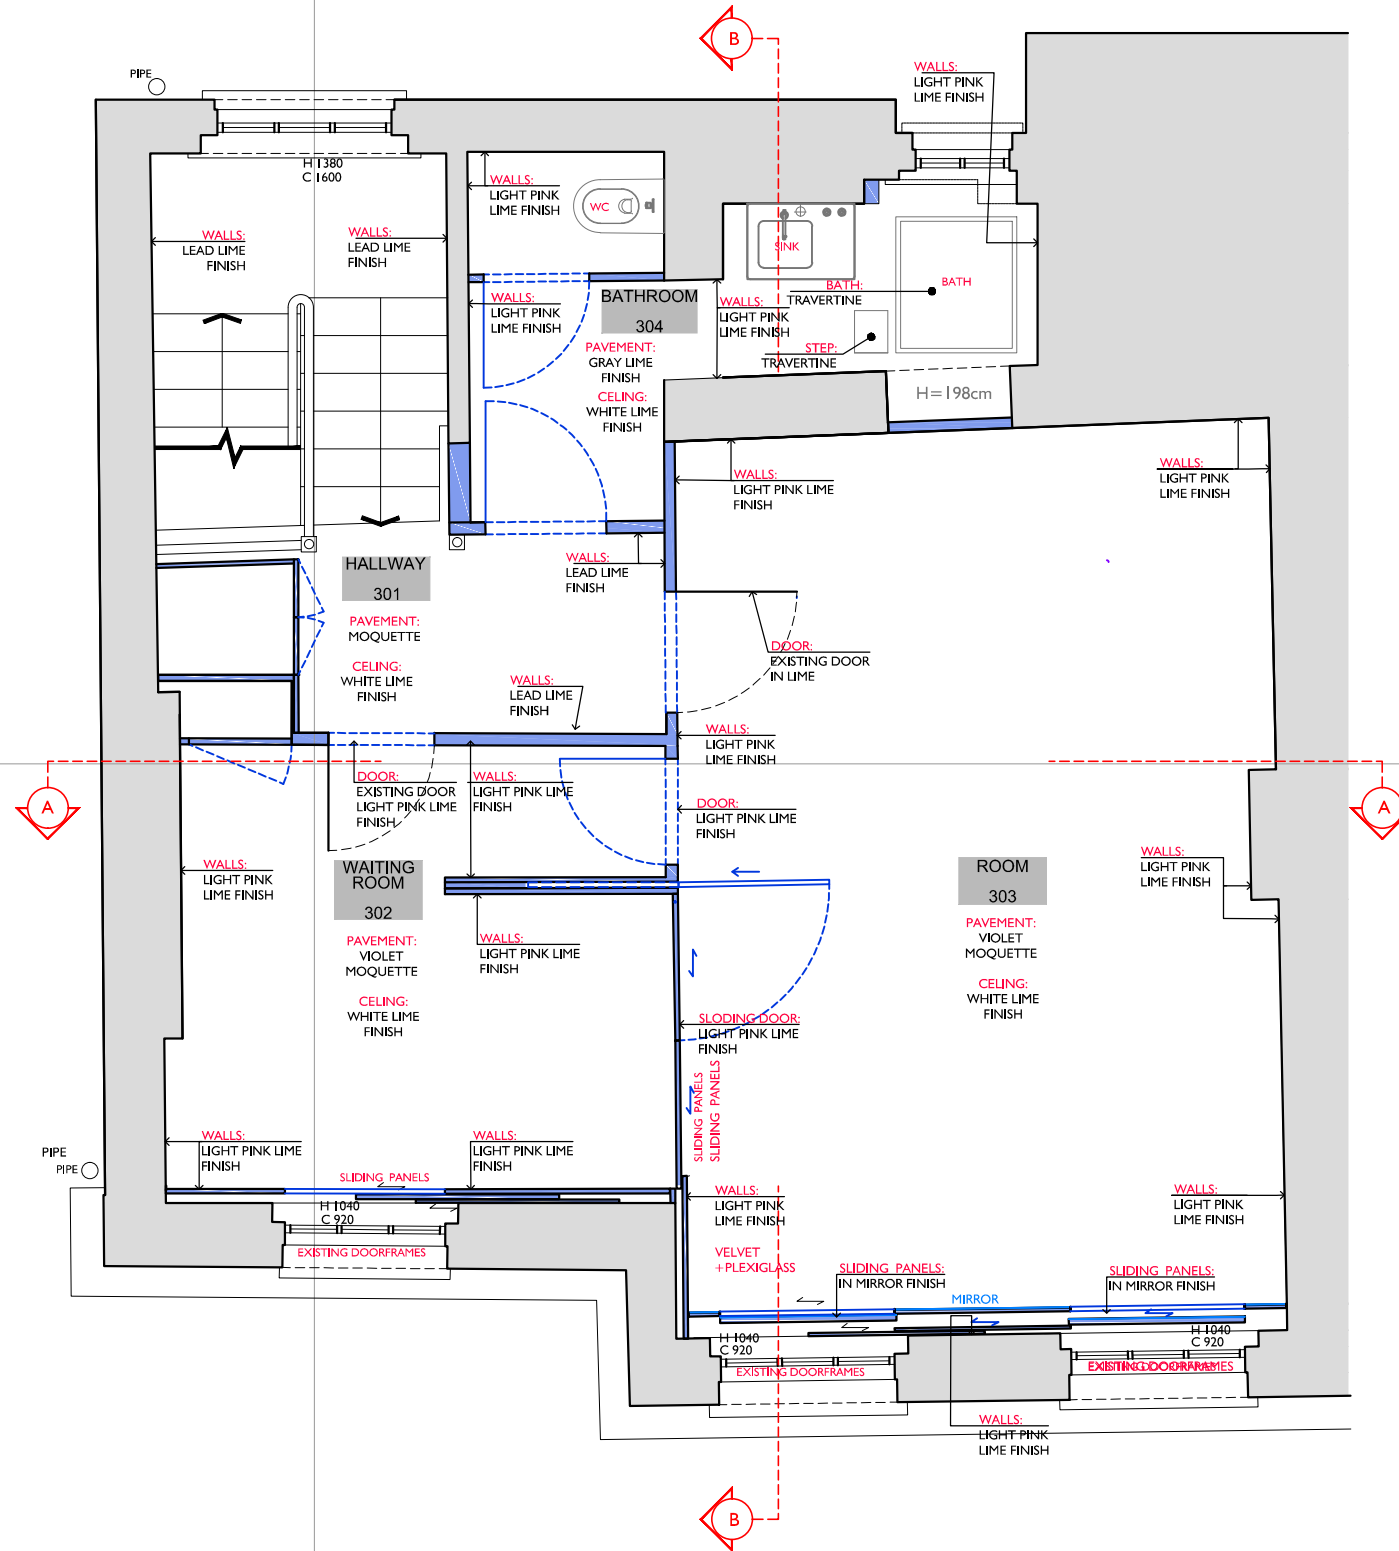 B
WALLS:
LIGHT PINK
LIME FINISH
PIPE
H 1380
C 1600
WALLS:
LIGHT PINK
LIME FINISH
WC
WALLS:
LEAD LIME
FINISH
WALLS:
LEAD LIME
FINISH
SINK
BATH:
TRAVERTINE
BATH
WALLS:
LIGHT PINK
LIME FINISH
BATHROOM
304
WALLS:
LIGHT PINK
LIME FINISH
PAVEMENT:
GRAY LIME
FINISH
CELING:
WHITE LIME
FINISH
STEP:
TRAVERTINE
H=198cm
WALLS:
LIGHT PINK LIME
FINISH
WALLS:
LIGHT PINK
LIME FINISH
HALLWAY
301
PAVEMENT:
MOQUETTE
CELING:
WHITE LIME
FINISH
WALLS:
LEAD LIME
FINISH
WALLS:
LEAD LIME
FINISH
DOOR:
EXISTING DOOR
IN LIME
WALLS:
LIGHT PINK
LIME FINISH
A
DOOR:
EXISTING DOOR
LIGHT PINK LIME
FINISH
WALLS:
LIGHT PINK LIME
FINISH
DOOR:
LIGHT PINK LIME
FINISH
A
WALLS:
LIGHT PINK
LIME FINISH
WAITING
ROOM
302
PAVEMENT:
VIOLET
MOQUETTE
CELING:
WHITE LIME
FINISH
WALLS:
LIGHT PINK LIME
FINISH
ROOM
303
PAVEMENT:
VIOLET
MOQUETTE
CELING:
WHITE LIME
FINISH
WALLS:
LIGHT PINK
LIME FINISH
SLODING DOOR:
LIGHT PINK LIME
FINISH
SLIDING PANELS
SLIDING PANELS
PIPE
PIPE
WALLS:
LIGHT PINK LIME
FINISH
WALLS:
LIGHT PINK LIME
FINISH
SLIDING PANELS
H 1040
C 920
EXISTING DOORFRAMES
WALLS:
LIGHT PINK
LIME FINISH
WALLS:
LIGHT PINK
LIME FINISH
VELVET
+PLEXIGLASS
SLIDING PANELS:
IN MIRROR FINISH
MIRROR
SLIDING PANELS:
IN MIRROR FINISH
H 1040
C 920
EXISTING DOORFRAMES
H 1040
C 920
EXISTING DOORFRAMES
WALLS:
LIGHT PINK
LIME FINISH
B